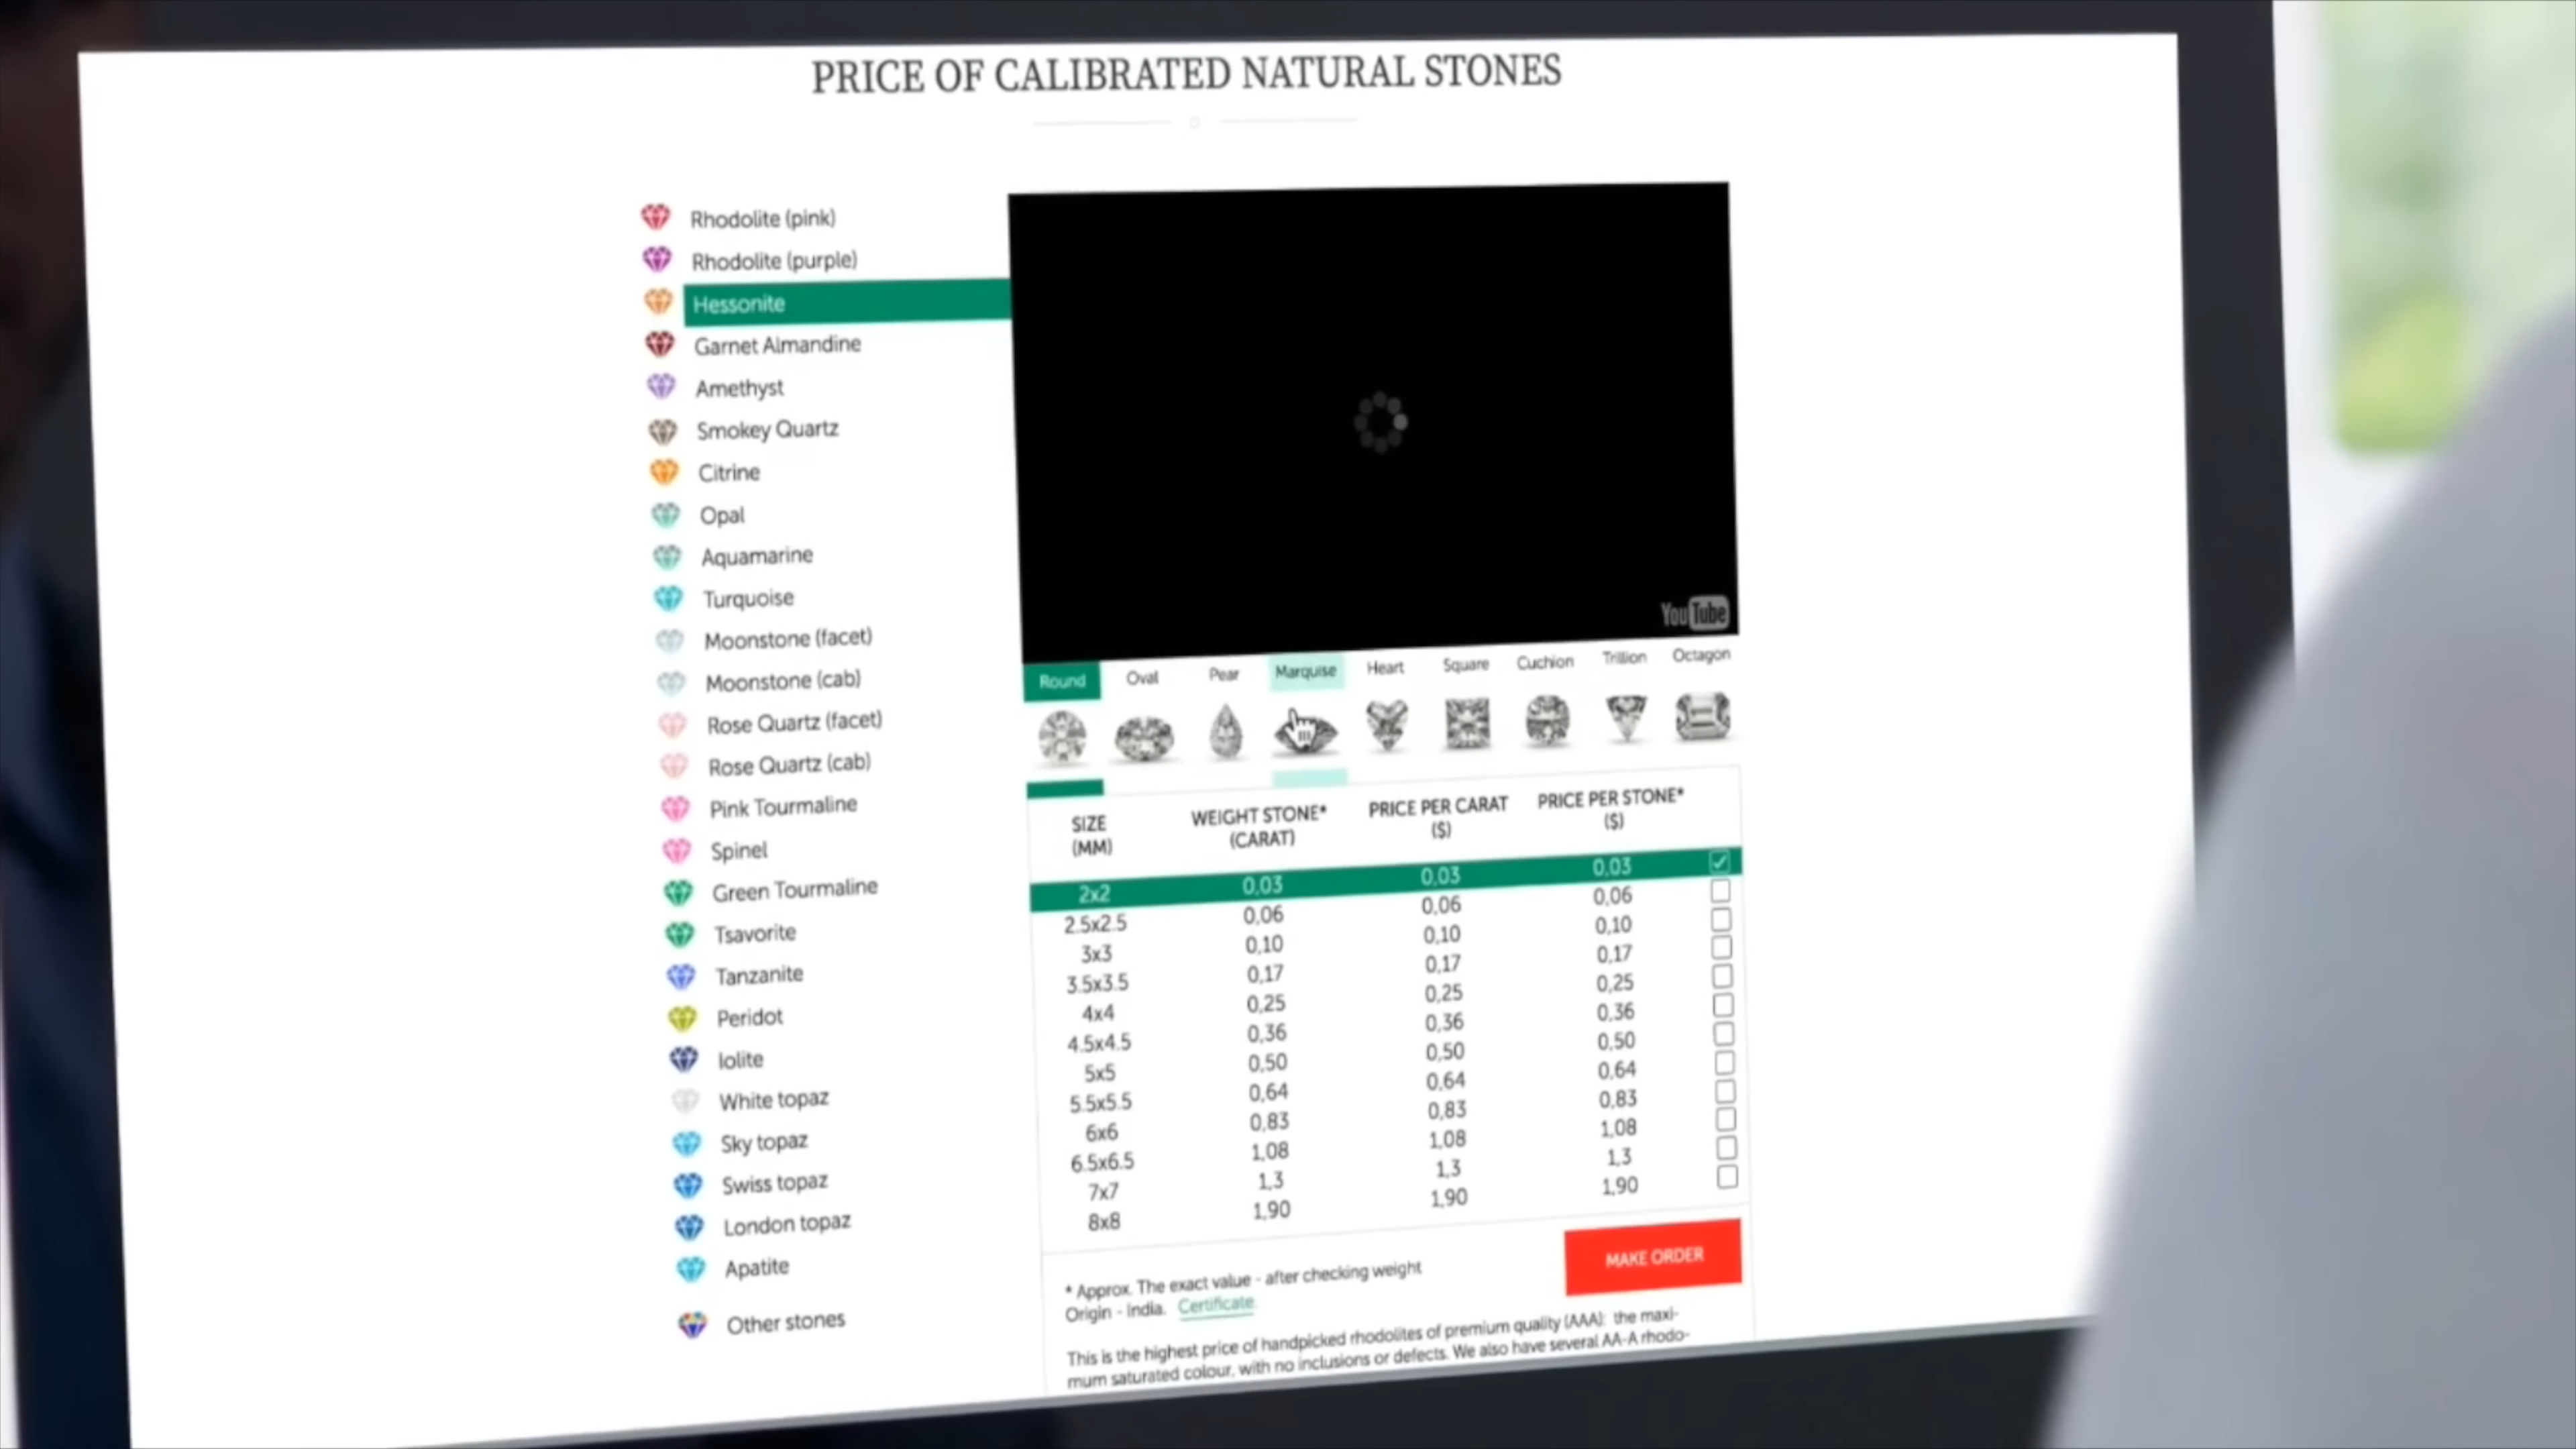 PRICE OF CALIBRATED NATURAL STONES
Rhodolite (pink)
Rhodolite (purple)
Hessonite
Garnet Almandine
Amethyst
Smokey Quartz
Citrine
Opal
Aquamarine
Turquoise
Moonstone (facet)
Moonstone (cab)
Rose Quartz (facet)
Rose Quartz (cab)
Pink Tourmaline
Spinel
Green Tourmaline
Tsavorite
Tanzanite
Peridot
Iolite
White topaz
Sky topaz
Swiss topaz
London topaz
Apatite
Other stones
YouTube
Round Oval Pear Marquise Heart Square Cuchion Trillion Octagon
SIZE WEIGHT STONE* PRICE PER CARAT PRICE PER STONE*
(MM) (CARAT) ($) ($)
2x2 0,03 0,03 0,03
2.5x2.5 0,06 0,06 0,06
3x3 0,10 0,10 0,10
3.5x3.5 0,17 0,17 0,17
4x4 0,25 0,25 0,25
4.5x4.5 0,36 0,36 0,36
5x5 0,50 0,50 0,50
5.5x5.5 0,64 0,64 0,64
6x6 0,83 0,83 0,83
6.5x6.5 1,08 1,08 1,08
7x7 1,3 1,3 1,3
8x8 1,90 1,90 1,90
* Approx. The exact value - after checking weight
Origin - India. Certificate.
MAKE ORDER
This is the highest price of handpicked rhodolites of premium quality (AAA): the maxi-
mum saturated colour, with no inclusions or defects. We also have several AA-A rhodo-